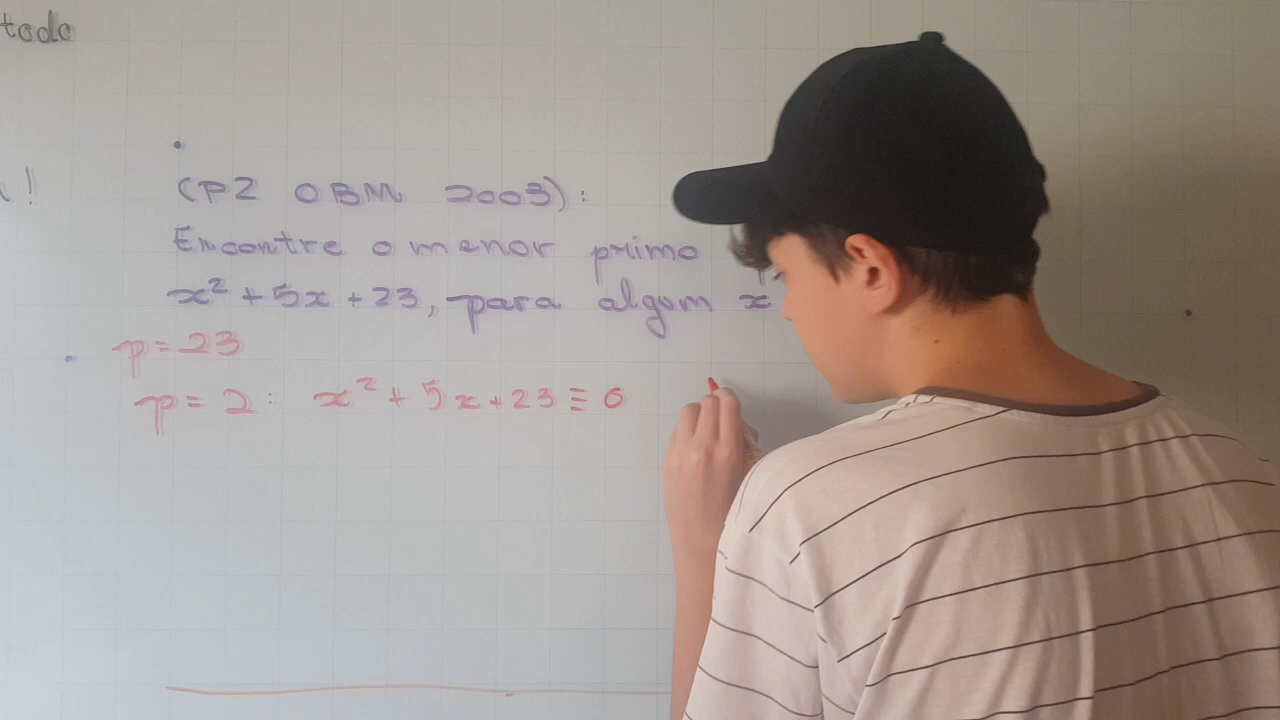 todo
!
(P2 OBM 2003):
Encontre o menor primo
x² + 5x + 23, para algum x
p = 23
p = 2: x² + 5x + 23 ≡ 0